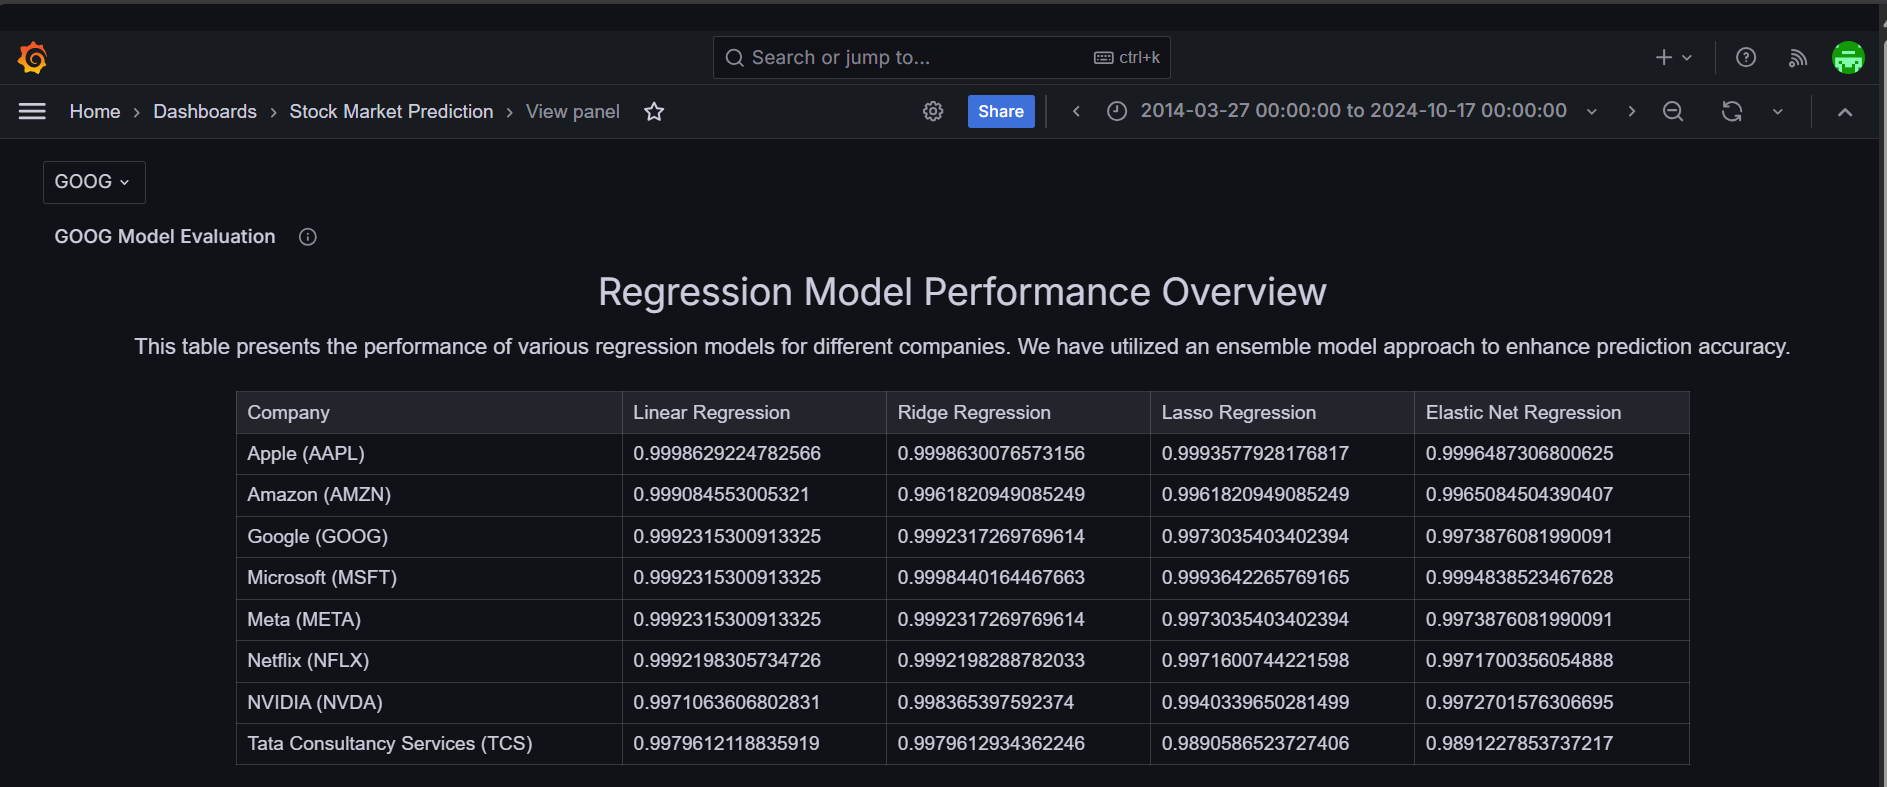 Search or jump to... ctrl+k
Home > Dashboards > Stock Market Prediction > View panel Share 2014-03-27 00:00:00 to 2024-10-17 00:00:00
GOOG
GOOG Model Evaluation
Regression Model Performance Overview
This table presents the performance of various regression models for different companies. We have utilized an ensemble model approach to enhance prediction accuracy.
Company Linear Regression Ridge Regression Lasso Regression Elastic Net Regression
Apple (AAPL) 0.9998629224782566 0.9998630076573156 0.9993577928176817 0.9996487306800625
Amazon (AMZN) 0.999084553005321 0.9961820949085249 0.9961820949085249 0.9965084504390407
Google (GOOG) 0.9992315300913325 0.9992317269769614 0.9973035403402394 0.9973876081990091
Microsoft (MSFT) 0.9992315300913325 0.9998440164467663 0.9993642265769165 0.9994838523467628
Meta (META) 0.9992315300913325 0.9992317269769614 0.9973035403402394 0.9973876081990091
Netflix (NFLX) 0.9992198305734726 0.9992198288782033 0.9971600744221598 0.9971700356054888
NVIDIA (NVDA) 0.9971063606802831 0.998365397592374 0.9940339650281499 0.9972701576306695
Tata Consultancy Services (TCS) 0.9979612118835919 0.9979612934362246 0.9890586523727406 0.9891227853737217